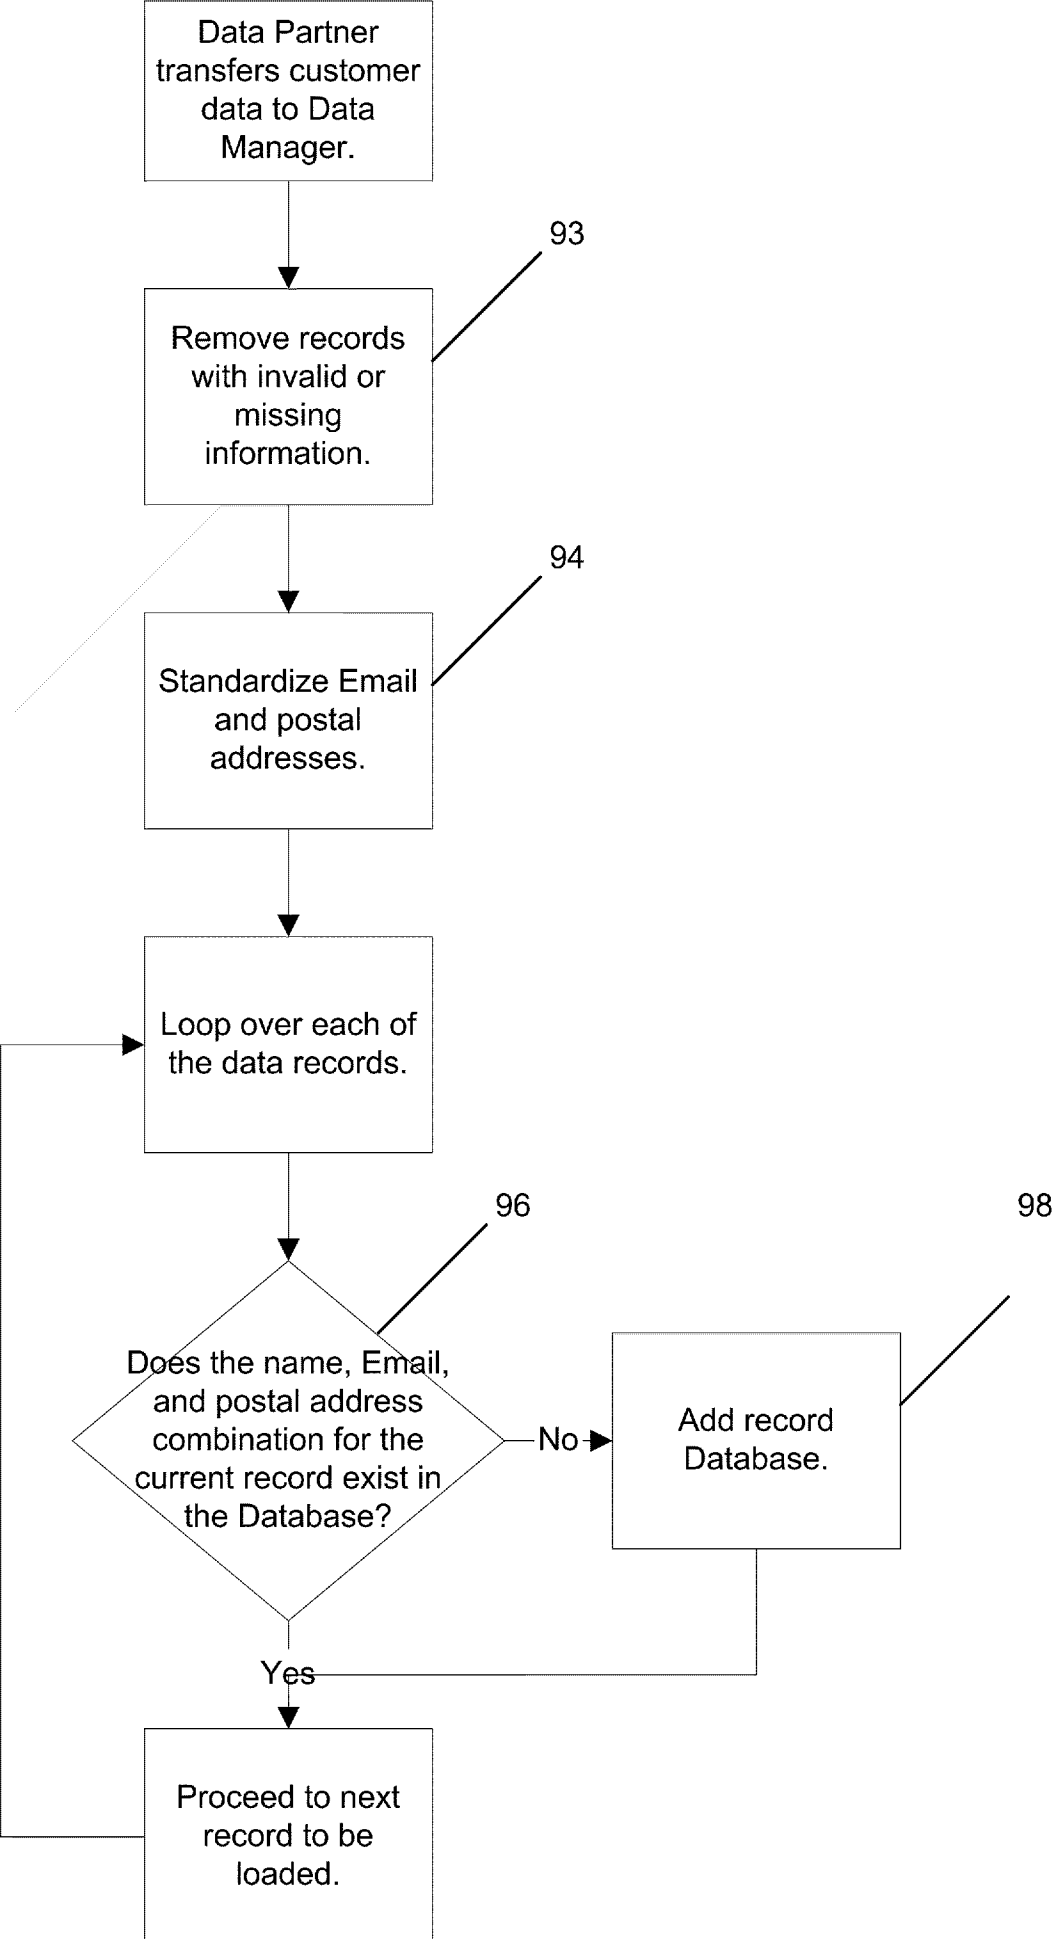 Data Partner
transfers customer
data to Data
Manager.
93
Remove records
with invalid or
missing
information.
94
Standardize Email
and postal
addresses.
Loop over each of
the data records.
96
98
Does the name, Email,
and postal address
combination for the
current record exist in
the Database?
No
Add record
Database.
Yes
Proceed to next
record to be
loaded.